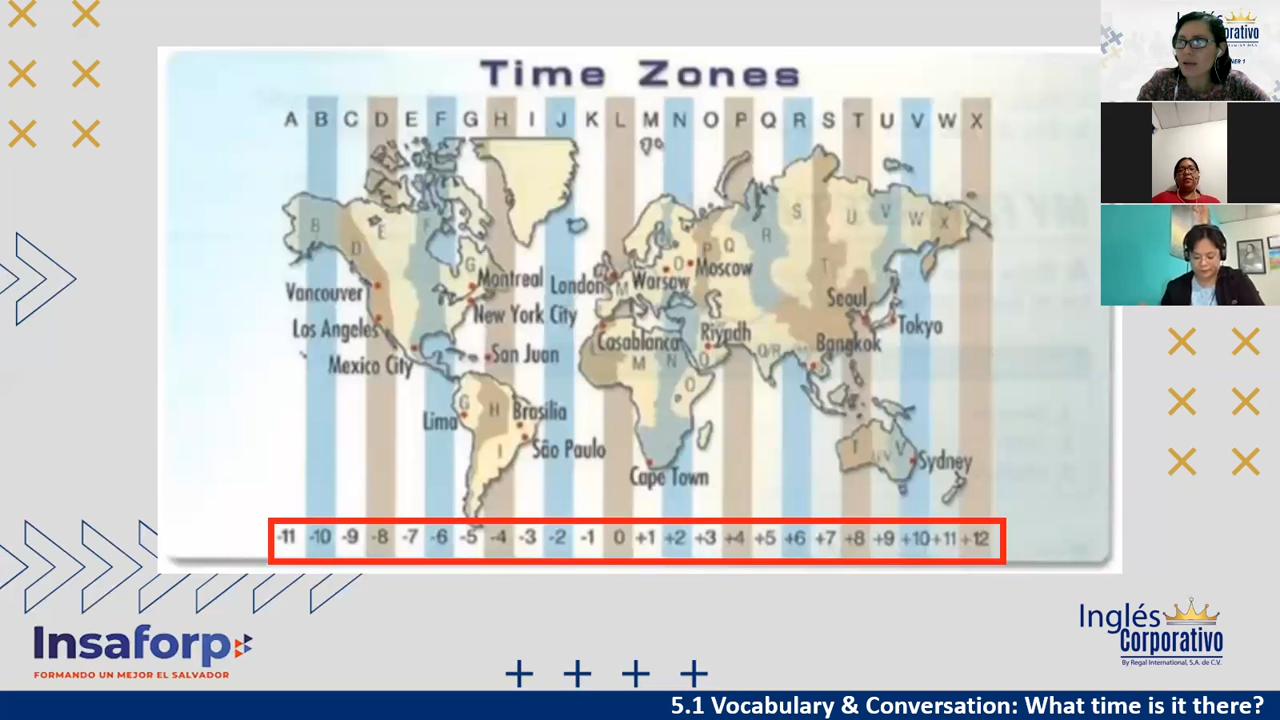 Time Zones
A B C D E F G H I J K L M N O P Q R S T U V W X
B D E F G
P O Q R S T U V W X
Montreal London Warsaw Moscow
Vancouver
Seoul
New York City
Los Angeles Casablanca Riyadh Tokyo
Bangkok
San Juan
Mexico City
M N O Q/R
G H
Lima Brasilia
I São Paulo
T V
Sydney
Cape Town
-11 -10 -9 -8 -7 -6 -5 -4 -3 -2 -1 0 +1 +2 +3 +4 +5 +6 +7 +8 +9 +10 +11 +12
Insaforp
FORMANDO UN MEJOR EL SALVADOR
Inglés
Corporativo
By Regal International, S.A. de C.V.
5.1 Vocabulary & Conversation: What time is it there?